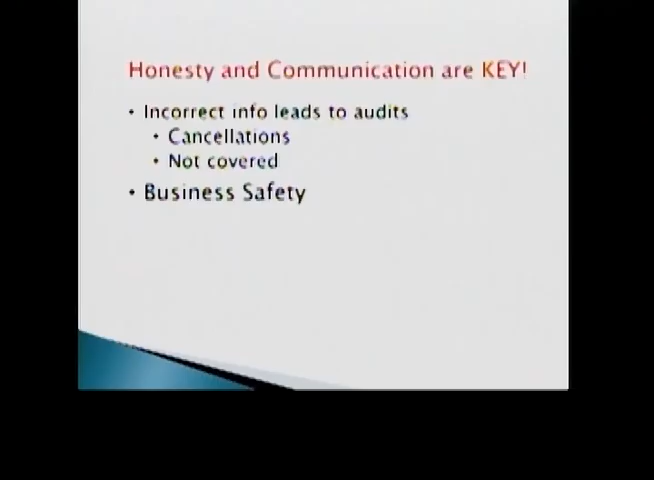 Honesty and Communication are KEY!
• Incorrect info leads to audits
• Cancellations
• Not covered
• Business Safety